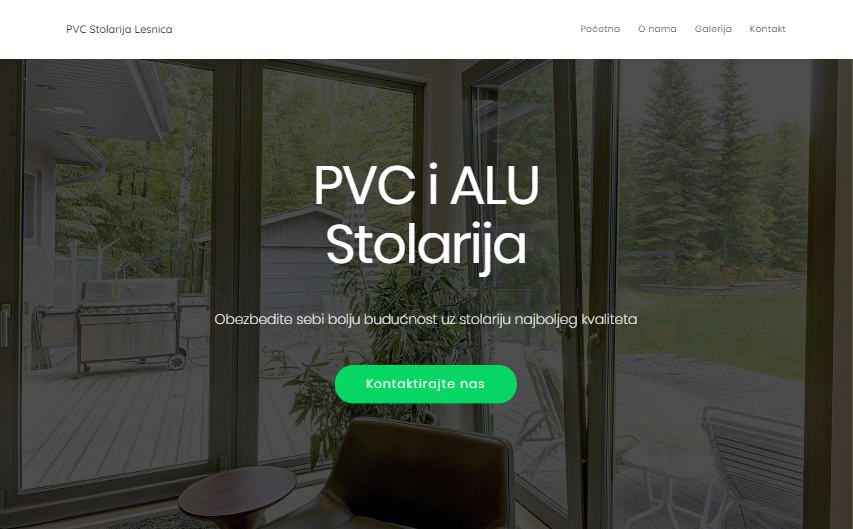 PVC Stolarija Lesnica
Početna O nama Galerija Kontakt
PVC i ALU
Stolarija
Obezbedite sebi bolju budućnost uz stolariju najboljeg kvaliteta
Kontaktirajte nas